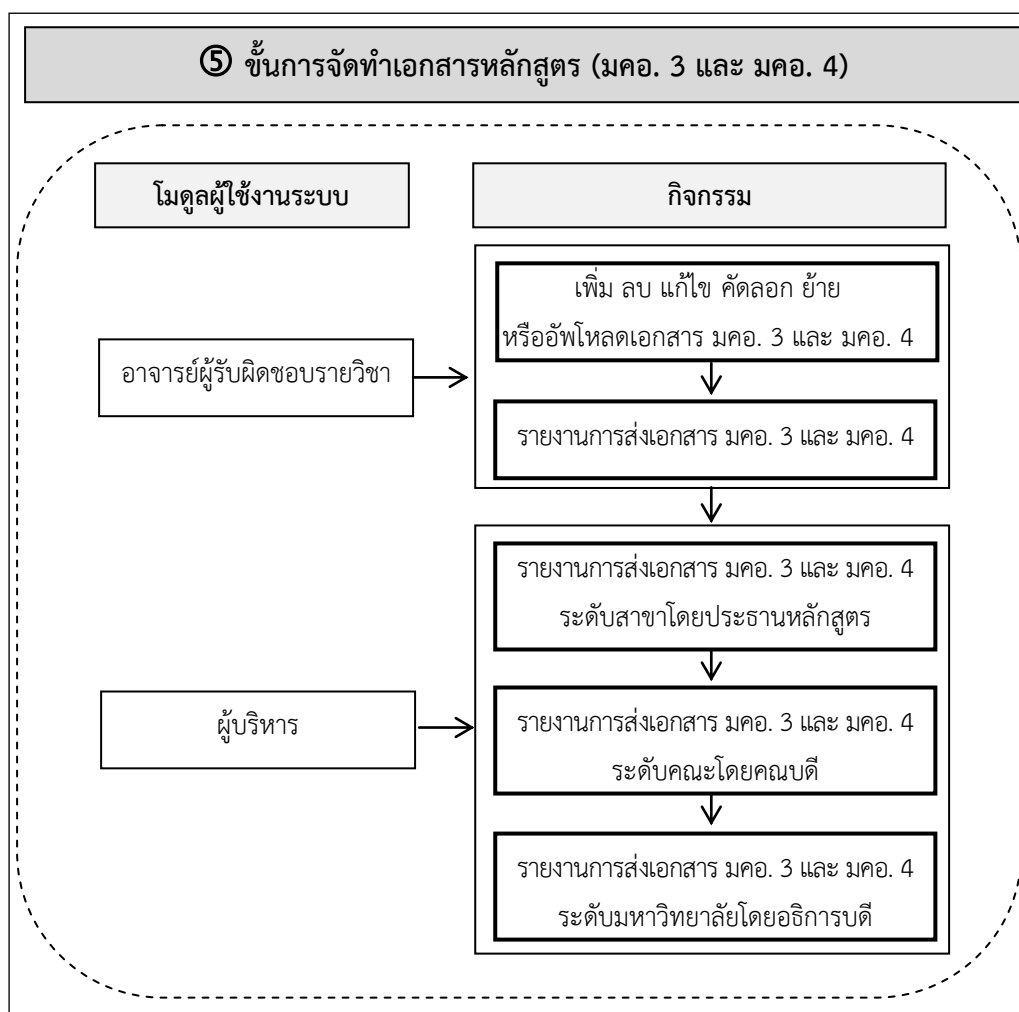 ⑤ ขั้นการจัดทำเอกสารหลักสูตร (มคอ. 3 และ มคอ. 4)
โมดูลผู้ใช้งานระบบ
กิจกรรม
เพิ่ม ลบ แก้ไข คัดลอก ย้าย
หรืออัพโหลดเอกสาร มคอ. 3 และ มคอ. 4
อาจารย์ผู้รับผิดชอบรายวิชา
รายงานการส่งเอกสาร มคอ. 3 และ มคอ. 4
รายงานการส่งเอกสาร มคอ. 3 และ มคอ. 4
ระดับสาขาโดยประธานหลักสูตร
ผู้บริหาร
รายงานการส่งเอกสาร มคอ. 3 และ มคอ. 4
ระดับคณะโดยคณบดี
รายงานการส่งเอกสาร มคอ. 3 และ มคอ. 4
ระดับมหาวิทยาลัยโดยอธิการบดี